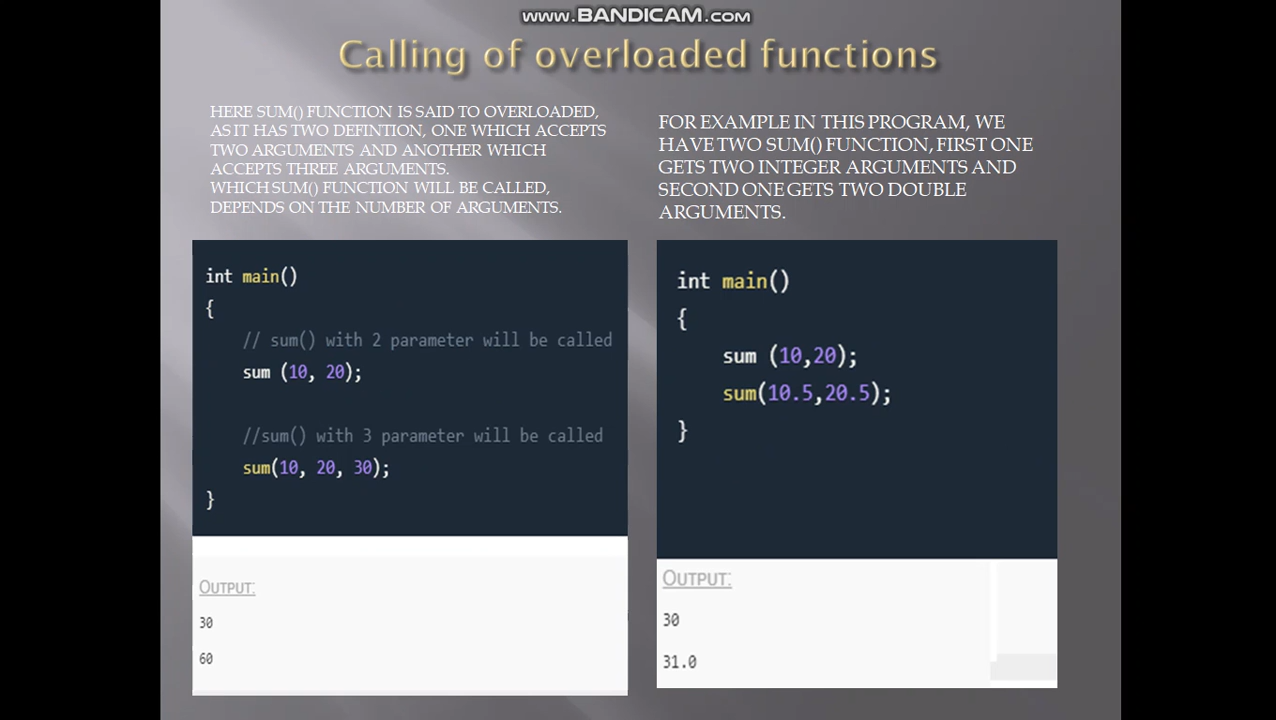 www.BANDICAM.com
Calling of overloaded functions
HERE SUM() FUNCTION IS SAID TO OVERLOADED,
AS IT HAS TWO DEFINTION, ONE WHICH ACCEPTS
TWO ARGUMENTS AND ANOTHER WHICH
ACCEPTS THREE ARGUMENTS.
WHICH SUM() FUNCTION WILL BE CALLED,
DEPENDS ON THE NUMBER OF ARGUMENTS.
int main()
{
// sum() with 2 parameter will be called
sum (10, 20);
//sum() with 3 parameter will be called
sum(10, 20, 30);
}
OUTPUT:
30
60
FOR EXAMPLE IN THIS PROGRAM, WE
HAVE TWO SUM() FUNCTION, FIRST ONE
GETS TWO INTEGER ARGUMENTS AND
SECOND ONE GETS TWO DOUBLE
ARGUMENTS.
int main()
{
sum (10,20);
sum(10.5,20.5);
}
OUTPUT:
30
31.0